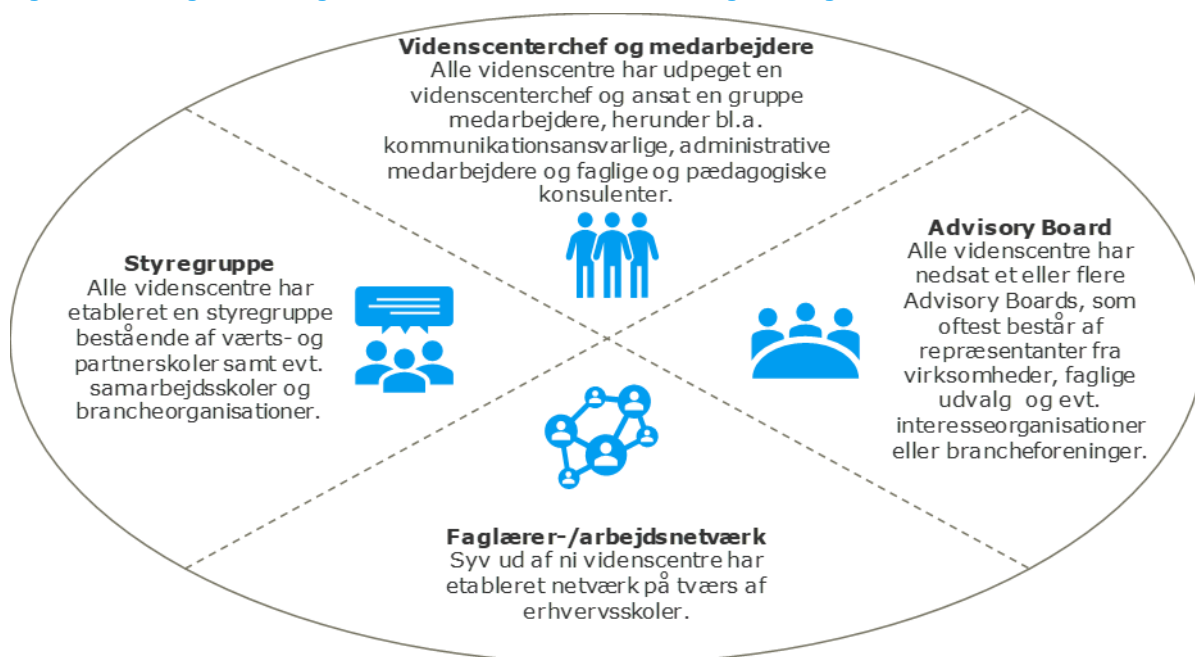 Videnscenterchef og medarbejdere
Alle videnscentre har udpeget en
videnscenterchef og ansat en gruppe
medarbejdere, herunder bl.a.
kommunikationsansvarlige, administrative
medarbejdere og faglige og pædagogiske
konsulenter.
Styregruppe
Alle videnscentre har
etableret en styregruppe
bestående af værts- og
partnerskoler samt evt.
samarbejdsskoler og
brancheorganisationer.
Advisory Board
Alle videnscentre har
nedsat et eller flere
Advisory Boards, som
oftest består af
repræsentanter fra
virksomheder, faglige
udvalg og evt.
interesseorganisationer
eller brancheforeninger.
Faglærer-/arbejdsnetværk
Syv ud af ni videnscentre har
etableret netværk på tværs af
erhvervsskoler.